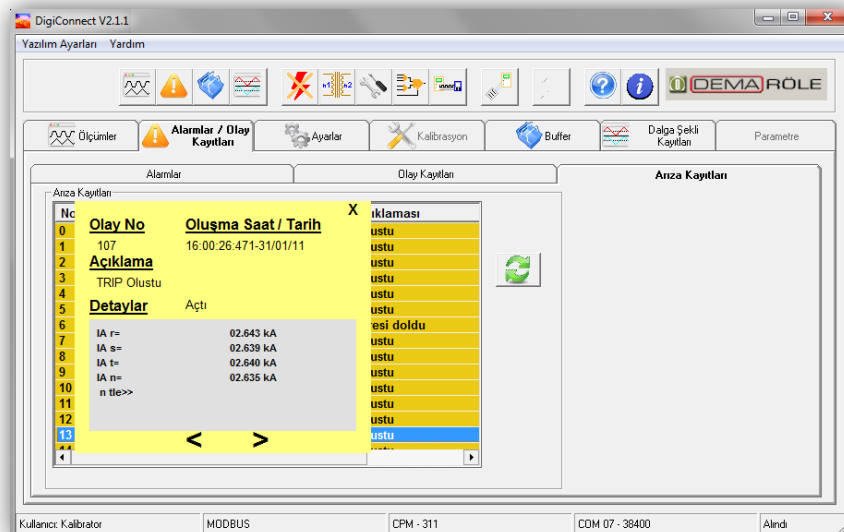 DigiConnect V2.1.1
Yazılım Ayarları Yardım
n1 n2
DEMA RÖLE
Ölçümler
Alarmlar / Olay Kayıtları
Ayarlar
Kalibrasyon
Buffer
Dalga Şekli Kayıtları
Parametre
Alarmlar
Olay Kayıtları
Arıza Kayıtları
Arıza Kayıtları
X
Olay No Oluşma Saat / Tarih
107 16:00:26:471-31/01/11
Açıklama
TRIP Olustu
Detaylar Açtı
IA r= 02.643 kA
IA s= 02.639 kA
IA t= 02.640 kA
IA n= 02.635 kA
n tle>>
< >
No ıklaması
0 ustu
1 ustu
2 ustu
3 ustu
4 ustu
5 ustu
6 resi doldu
7 ustu
8 ustu
9 ustu
10 ustu
11 ustu
12 ustu
13 ustu
Kullanıcı: Kalibrator
MODBUS
CPM - 311
COM 07 - 38400
Alındı